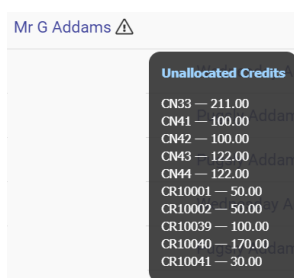 Mr G Addams
Unallocated Credits
CN33 — 211.00
CN41 — 100.00
CN42 — 100.00
CN43 — 122.00
CN44 — 122.00
CR10001 — 50.00
CR10002 — 50.00
CR10039 — 100.00
CR10040 — 170.00
CR10041 — 30.00